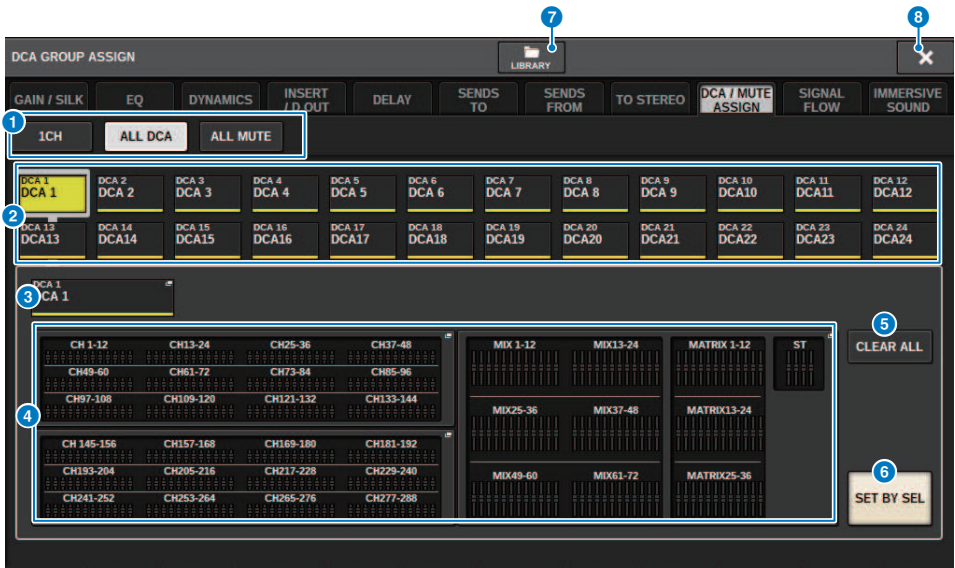 7
8
DCA GROUP ASSIGN
LIBRARY
GAIN / SILK
EQ
DYNAMICS
INSERT
/ D.OUT
DELAY
SENDS
TO
SENDS
FROM
TO STEREO
DCA / MUTE
ASSIGN
SIGNAL
FLOW
IMMERSIVE
SOUND
1
1CH
ALL DCA
ALL MUTE
2
DCA 1
DCA 1
DCA 2
DCA 2
DCA 3
DCA 3
DCA 4
DCA 4
DCA 5
DCA 5
DCA 6
DCA 6
DCA 7
DCA 7
DCA 8
DCA 8
DCA 9
DCA 9
DCA 10
DCA10
DCA 11
DCA11
DCA 12
DCA12
DCA 13
DCA13
DCA 14
DCA14
DCA 15
DCA15
DCA 16
DCA16
DCA 17
DCA17
DCA 18
DCA18
DCA 19
DCA19
DCA 20
DCA20
DCA 21
DCA21
DCA 22
DCA22
DCA 23
DCA23
DCA 24
DCA24
3
DCA 1
DCA 1
4
CH 1-12 CH13-24 CH25-36 CH37-48
CH49-60 CH61-72 CH73-84 CH85-96
CH97-108 CH109-120 CH121-132 CH133-144
CH 145-156 CH157-168 CH169-180 CH181-192
CH193-204 CH205-216 CH217-228 CH229-240
CH241-252 CH253-264 CH265-276 CH277-288
MIX 1-12 MIX13-24 MATRIX 1-12 ST
MIX25-36 MIX37-48 MATRIX13-24
MIX49-60 MIX61-72 MATRIX25-36
5
CLEAR ALL
6
SET BY SEL